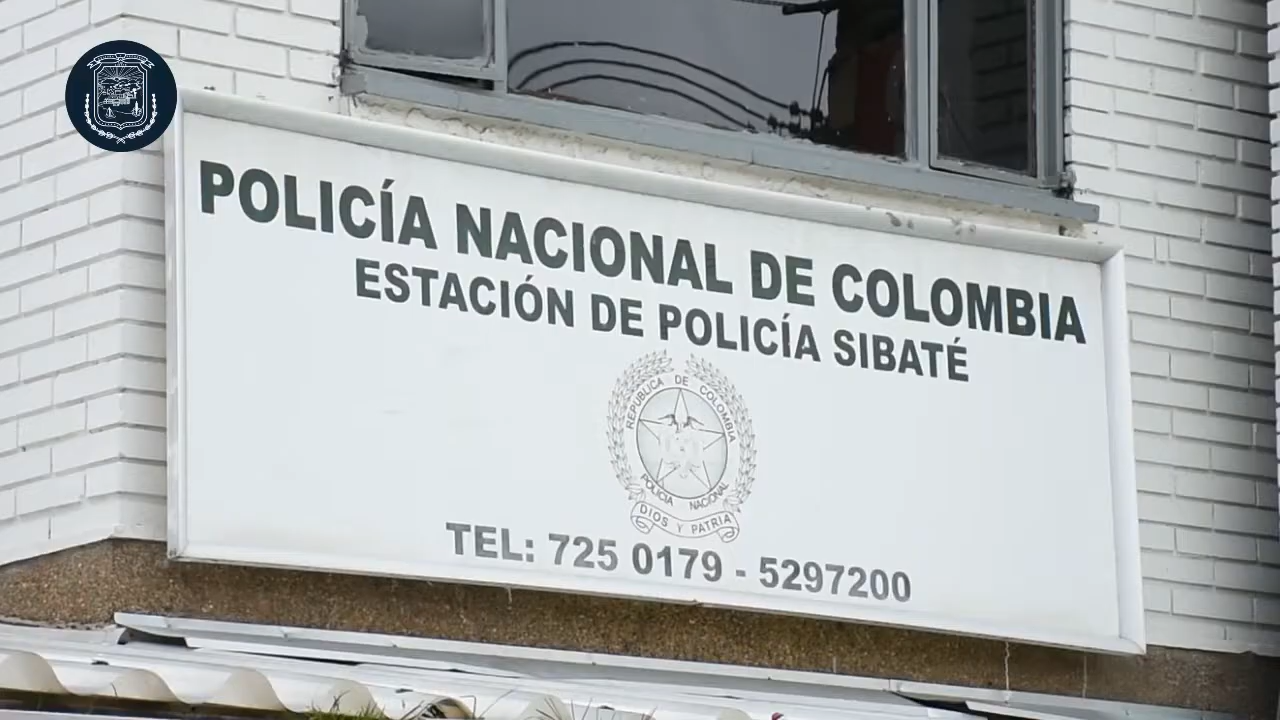 POLICÍA NACIONAL DE COLOMBIA
ESTACIÓN DE POLICÍA SIBATÉ
REPUBLICA DE COLOMBIA
POLICIA NACIONAL
DIOS Y PATRIA
TEL: 725 0179 - 5297200